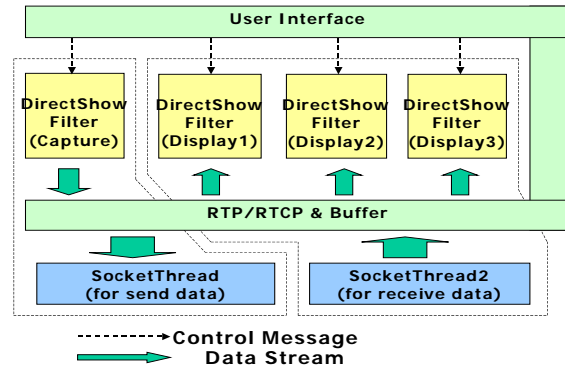 User Interface
DirectShow
Filter
(Capture)
DirectShow
Filter
(Display1)
DirectShow
Filter
(Display2)
DirectShow
Filter
(Display3)
RTP/RTCP & Buffer
SocketThread
(for send data)
SocketThread2
(for receive data)
Control Message
Data Stream